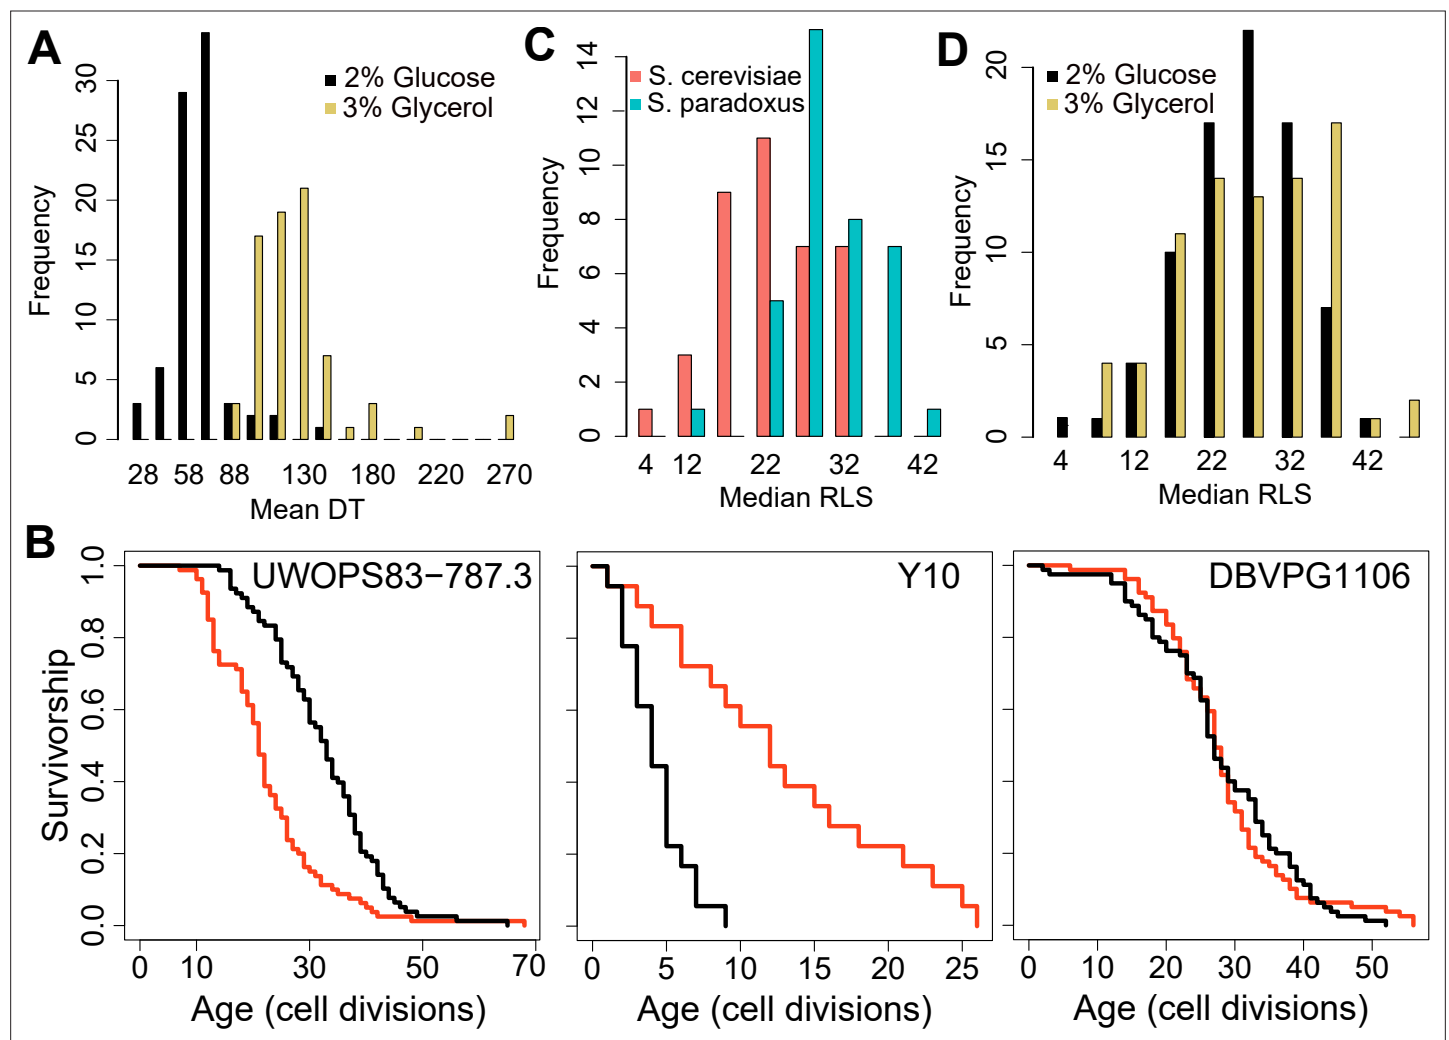 A
2% Glucose
3% Glycerol
Frequency
0 5 10 15 20 25 30
28 58 88 130 180 220 270
Mean DT
C
S. cerevisiae
S. paradoxus
Frequency
0 2 4 6 8 10 12 14
4 12 22 32 42
Median RLS
D
2% Glucose
3% Glycerol
Frequency
0 5 10 15 20
4 12 22 32 42
Median RLS
B
Survivorship
0.0 0.2 0.4 0.6 0.8 1.0
UWOPS83−787.3
0 10 30 50 70
Age (cell divisions)
Y10
0 5 10 15 20 25
Age (cell divisions)
DBVPG1106
0 10 20 30 40 50
Age (cell divisions)